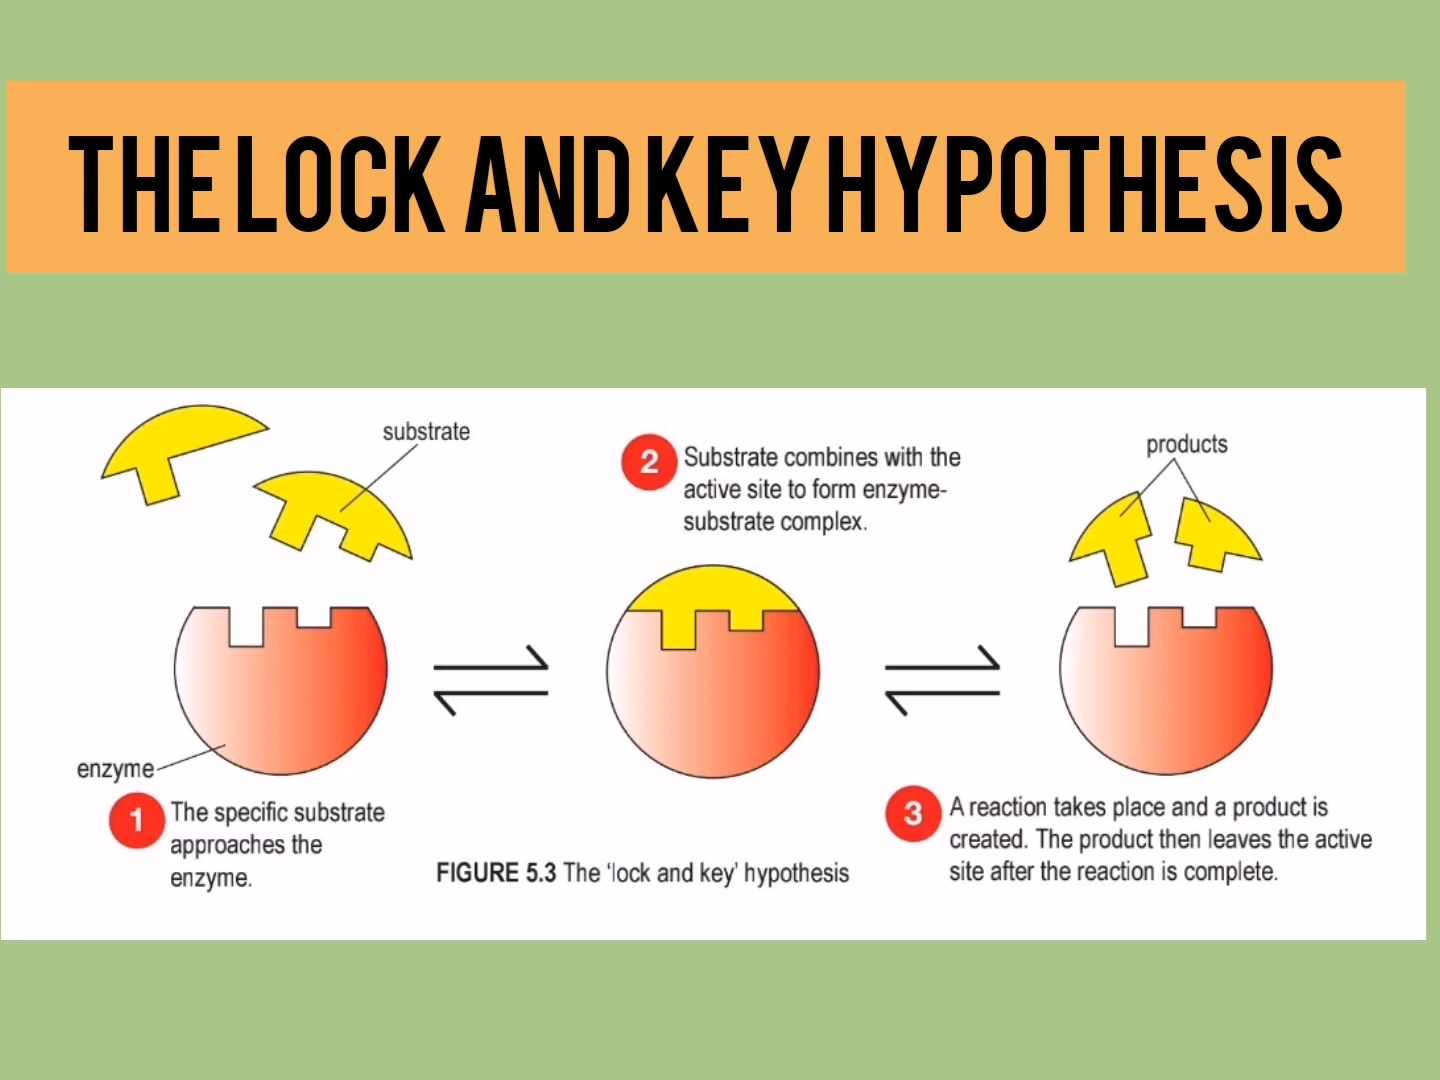 THE LOCK AND KEY HYPOTHESIS
substrate
enzyme
1 The specific substrate
approaches the
enzyme.
2 Substrate combines with the
active site to form enzyme-
substrate complex.
products
3 A reaction takes place and a product is
created. The product then leaves the active
site after the reaction is complete.
FIGURE 5.3 The ‘lock and key’ hypothesis